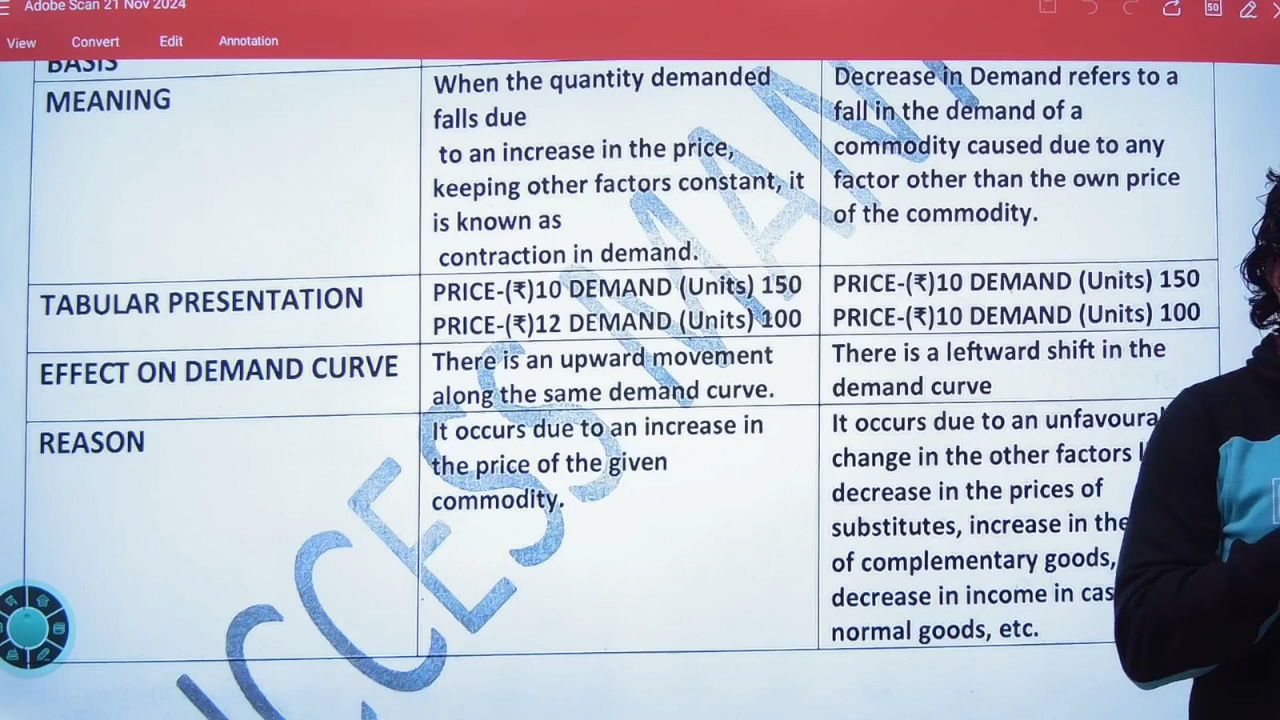 Adobe Scan 21 Nov 2024
50
View Convert Edit Annotation
BASIS
MEANING
When the quantity demanded
falls due
to an increase in the price,
keeping other factors constant, it
is known as
contraction in demand.
Decrease in Demand refers to a
fall in the demand of a
commodity caused due to any
factor other than the own price
of the commodity.
TABULAR PRESENTATION
PRICE-(₹)10 DEMAND (Units) 150
PRICE-(₹)12 DEMAND (Units) 100
PRICE-(₹)10 DEMAND (Units) 150
PRICE-(₹)10 DEMAND (Units) 100
EFFECT ON DEMAND CURVE
There is an upward movement
along the same demand curve.
There is a leftward shift in the
demand curve
REASON
It occurs due to an increase in
the price of the given
commodity.
It occurs due to an
change in the other factors
decrease in the prices of
substitutes, increase in the
of complementary goods,
decrease in income in
normal goods, etc.